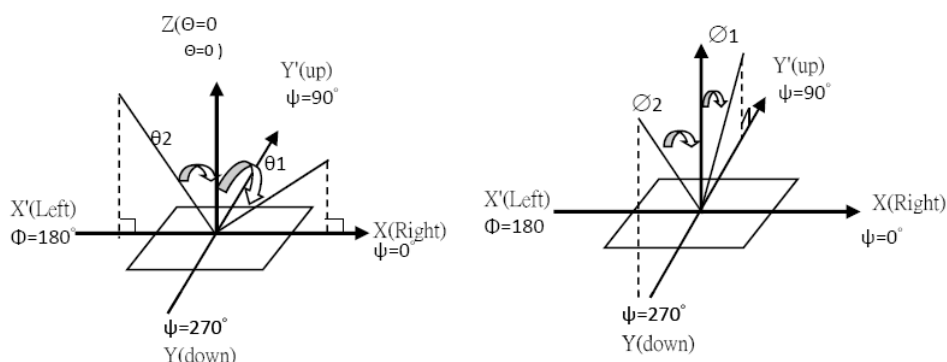 Z(Θ=0
Θ=0 )
Y'(up)
ψ=90°
θ2
θ1
X'(Left)
Φ=180°
X(Right)
ψ=0°
ψ=270°
Y(down)
∅1
Y'(up)
ψ=90°
∅2
X'(Left)
Φ=180
X(Right)
ψ=0°
ψ=270°
Y(down)